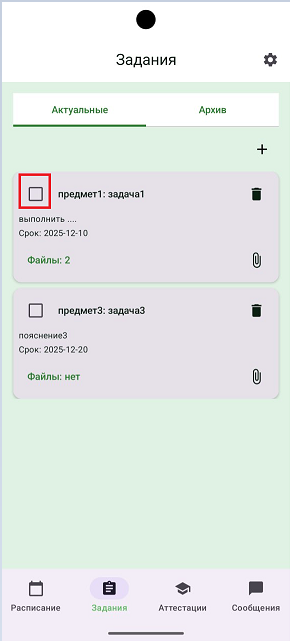 Задания
Актуальные
Архив
предмет1: задача1
выполнить ....
Срок: 2025-12-10
Файлы: 2
предмет3: задача3
пояснение3
Срок: 2025-12-20
Файлы: нет
Расписание
Задания
Аттестации
Сообщения